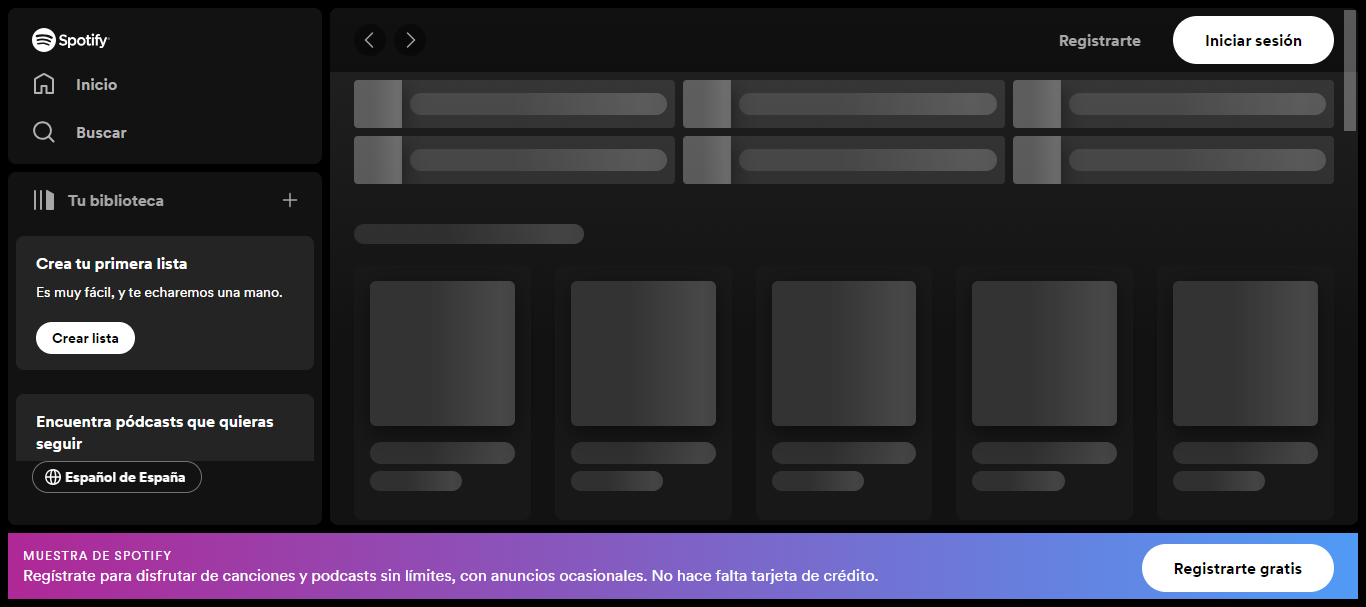 Spotify
Inicio
Buscar
Tu biblioteca
Crea tu primera lista
Es muy fácil, y te echaremos una mano.
Crear lista
Encuentra pódcasts que quieras
seguir
Español de España
Registrarte
Iniciar sesión
MUESTRA DE SPOTIFY
Regístrate para disfrutar de canciones y podcasts sin límites, con anuncios ocasionales. No hace falta tarjeta de crédito.
Registrarte gratis